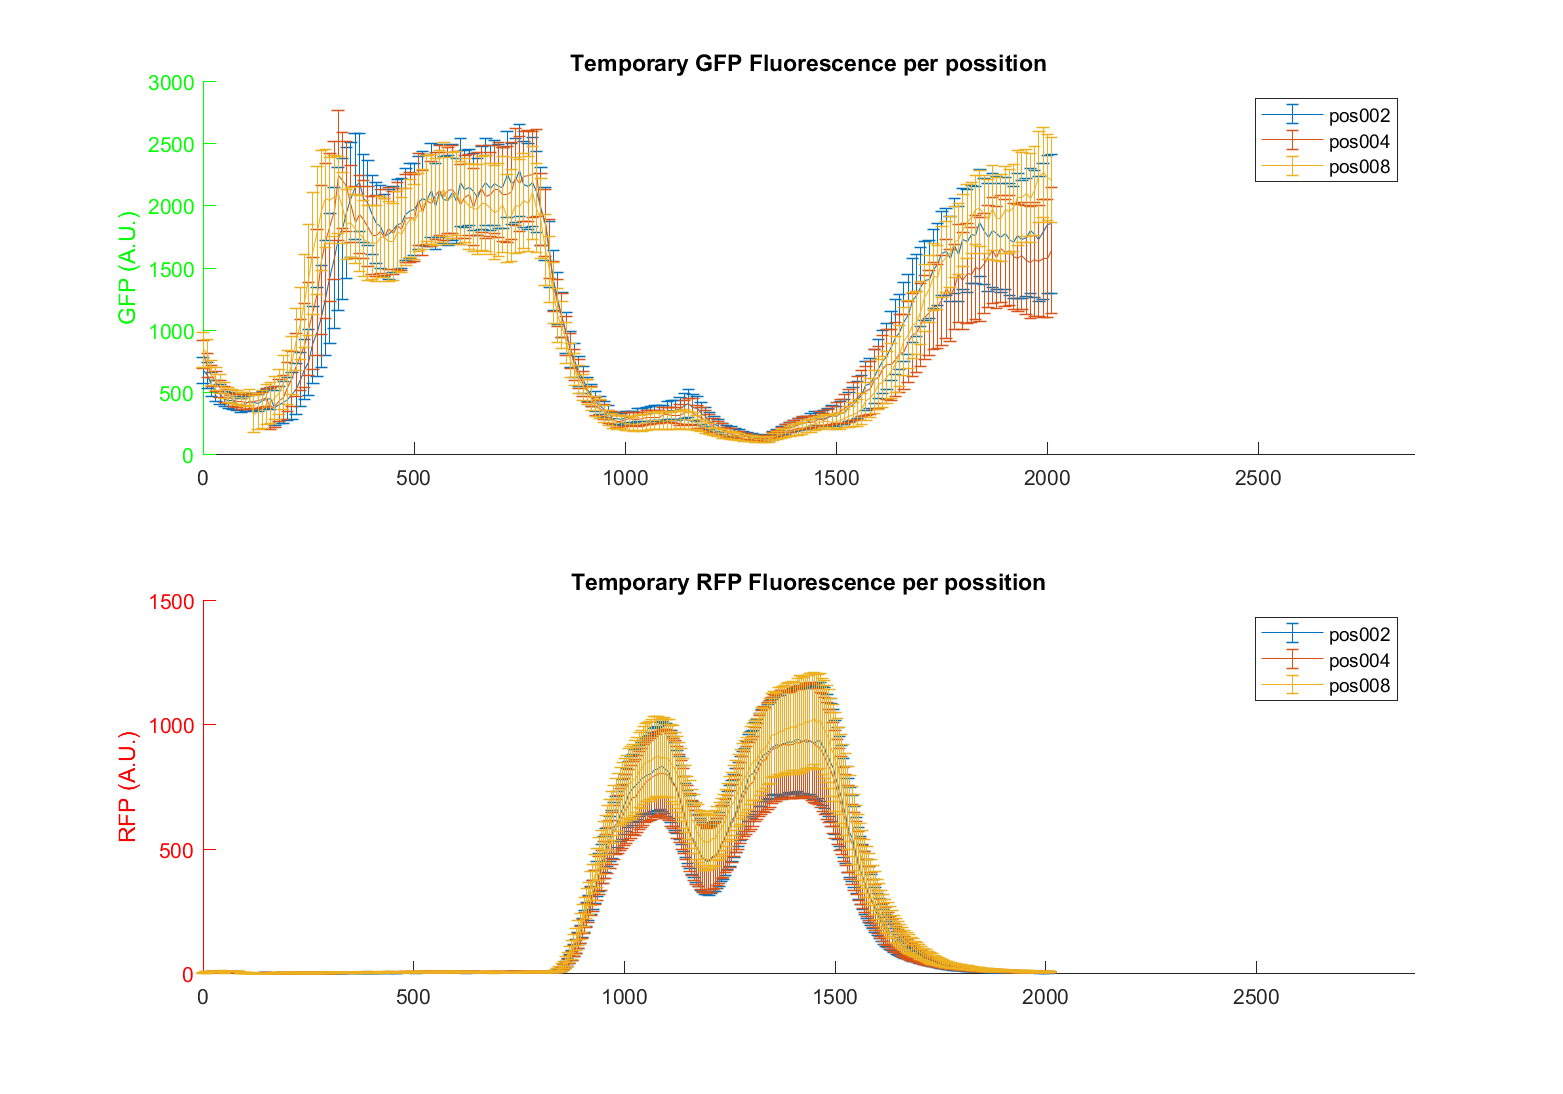 Temporary GFP Fluorescence per possition
3000
2500
2000
1500
1000
500
0
GFP (A.U.)
0 500 1000 1500 2000 2500
pos002
pos004
pos008
Temporary RFP Fluorescence per possition
1500
1000
500
0
RFP (A.U.)
0 500 1000 1500 2000 2500
pos002
pos004
pos008